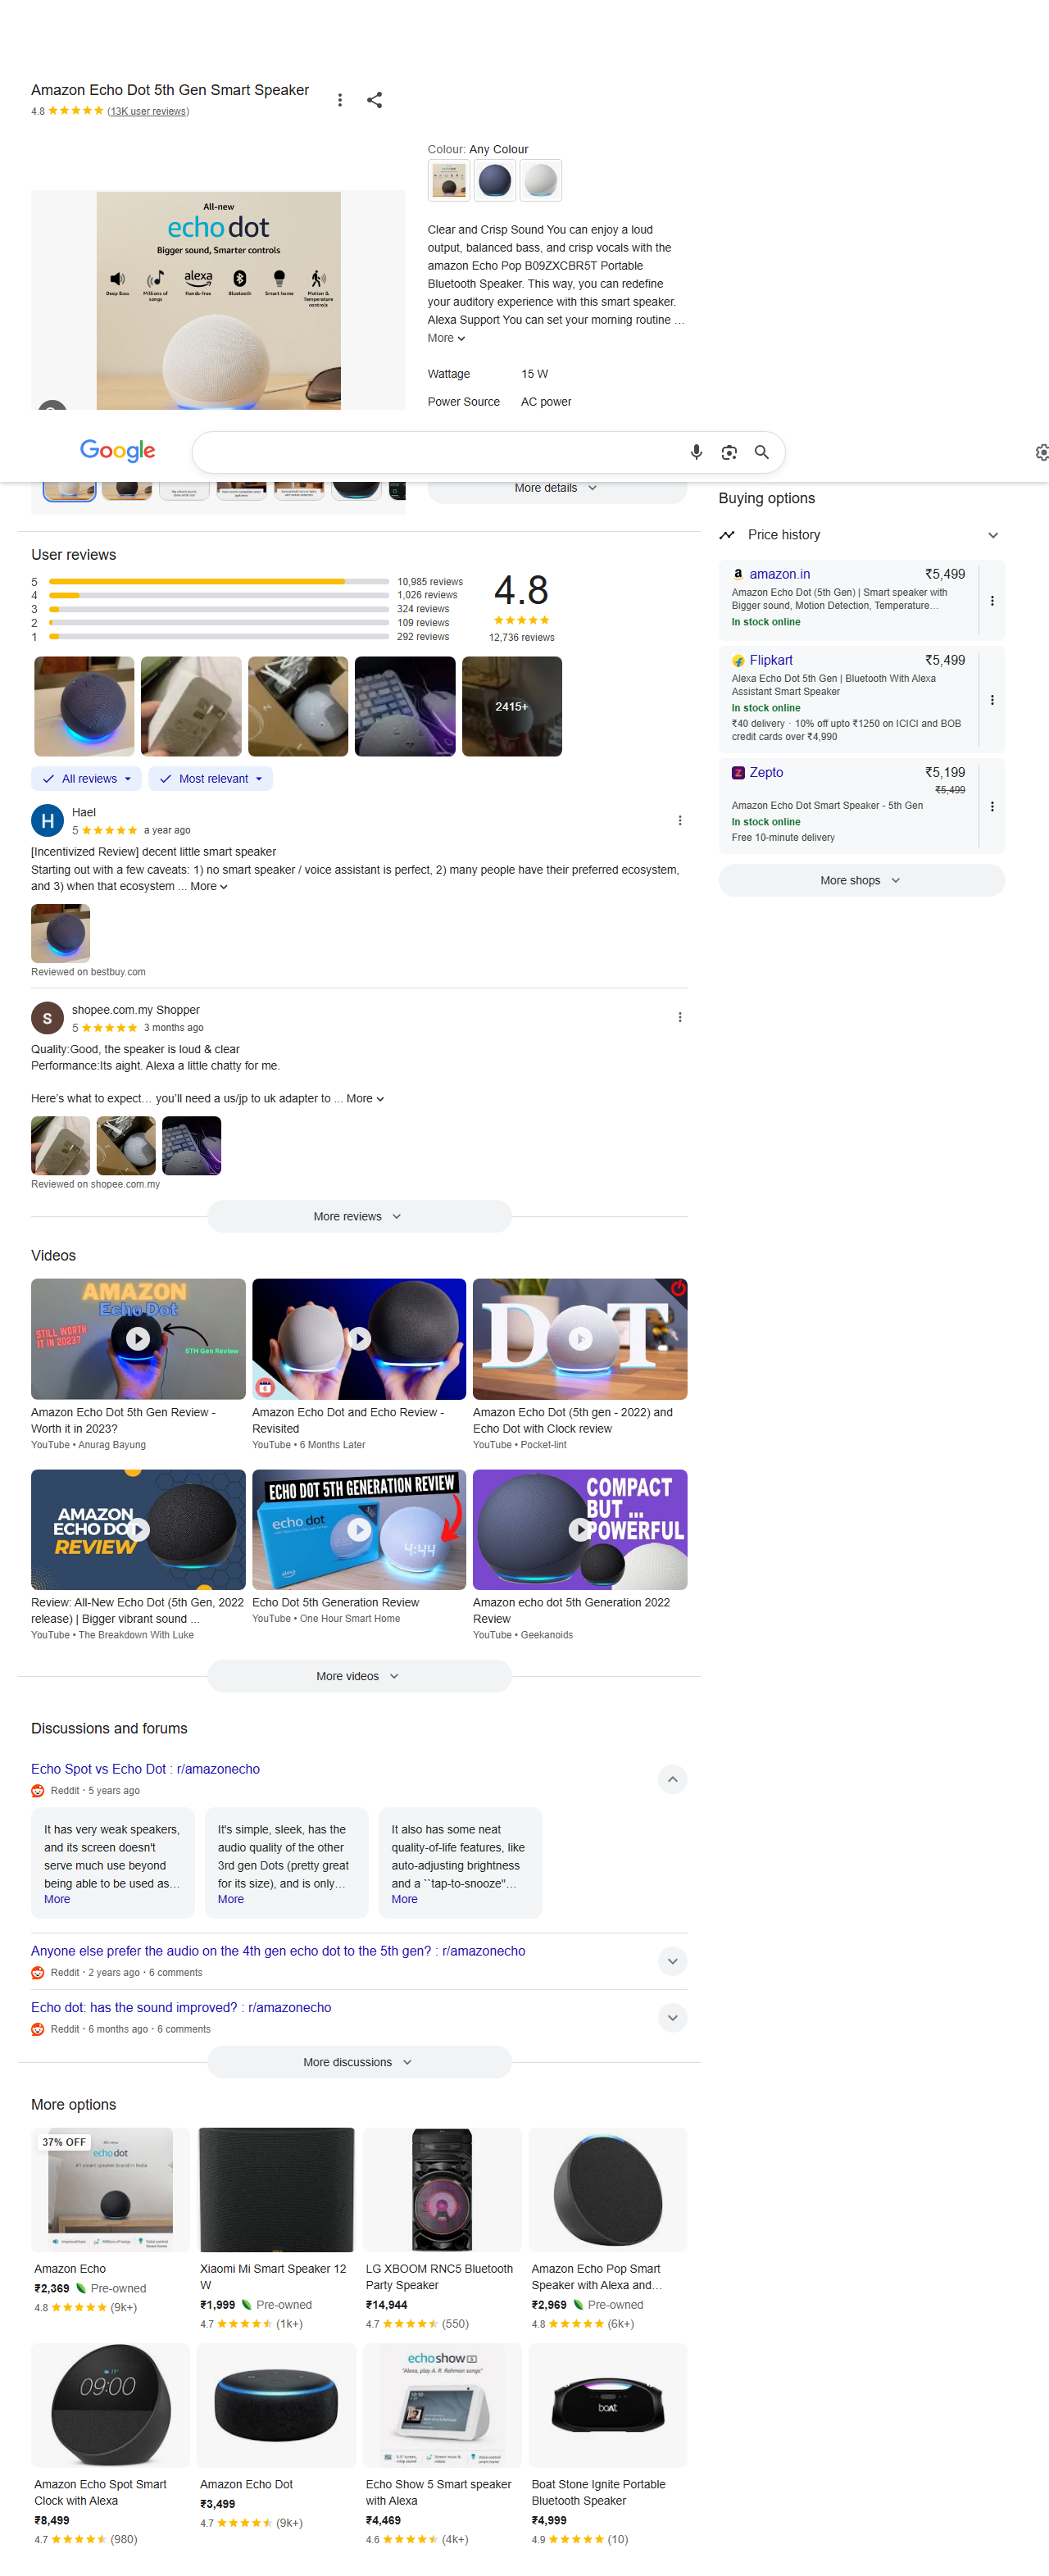 Amazon Echo Dot 5th Gen Smart Speaker
4.8 (13K user reviews)
Colour: Any Colour
All-new
echo dot
Bigger sound, Smarter controls
alexa
Deep Bass
Millions of songs
Hands-free
Bluetooth
Smart home
Motion & Temperature controls
Clear and Crisp Sound You can enjoy a loud
output, balanced bass, and crisp vocals with the
amazon Echo Pop B09ZXCBR5T Portable
Bluetooth Speaker. This way, you can redefine
your auditory experience with this smart speaker.
Alexa Support You can set your morning routine ...
More
Wattage 15 W
Power Source AC power
Google
More details
User reviews
5 10,985 reviews
4 1,026 reviews
3 324 reviews
2 109 reviews
1 292 reviews
4.8
12,736 reviews
2415+
All reviews
Most relevant
H
Hael
5 a year ago
[Incentivized Review] decent little smart speaker
Starting out with a few caveats: 1) no smart speaker / voice assistant is perfect, 2) many people have their preferred ecosystem,
and 3) when that ecosystem ... More
Reviewed on bestbuy.com
S
shopee.com.my Shopper
5 3 months ago
Quality:Good, the speaker is loud & clear
Performance:Its aight. Alexa a little chatty for me.
Here's what to expect… you'll need a us/jp to uk adapter to ... More
Reviewed on shopee.com.my
More reviews
Buying options
Price history
amazon.in ₹5,499
Amazon Echo Dot (5th Gen) | Smart speaker with
Bigger sound, Motion Detection, Temperature…
In stock online
Flipkart ₹5,499
Alexa Echo Dot 5th Gen | Bluetooth With Alexa
Assistant Smart Speaker
In stock online
₹40 delivery · 10% off upto ₹1250 on ICICI and BOB
credit cards over ₹4,990
Zepto ₹5,199
₹5,499
Amazon Echo Dot Smart Speaker - 5th Gen
In stock online
Free 10-minute delivery
More shops
Videos
AMAZON
Echo Dot
STILL WORTH
IT IN 2023?
5TH Gen Review
DOT
Amazon Echo Dot 5th Gen Review -
Worth it in 2023?
YouTube • Anurag Bayung
Amazon Echo Dot and Echo Review -
Revisited
YouTube • 6 Months Later
Amazon Echo Dot (5th gen - 2022) and
Echo Dot with Clock review
YouTube • Pocket-lint
AMAZON
ECHO DOT
REVIEW
ECHO DOT 5TH GENERATION REVIEW
echo dot
4:44
COMPACT
BUT ...
POWERFUL
Review: All-New Echo Dot (5th Gen, 2022
release) | Bigger vibrant sound ...
YouTube • The Breakdown With Luke
Echo Dot 5th Generation Review
YouTube • One Hour Smart Home
Amazon echo dot 5th Generation 2022
Review
YouTube • Geekanoids
More videos
Discussions and forums
Echo Spot vs Echo Dot : r/amazonecho
Reddit · 5 years ago
It has very weak speakers,
and its screen doesn't
serve much use beyond
being able to be used as…
More
It's simple, sleek, has the
audio quality of the other
3rd gen Dots (pretty great
for its size), and is only…
More
It also has some neat
quality-of-life features, like
auto-adjusting brightness
and a ``tap-to-snooze''…
More
Anyone else prefer the audio on the 4th gen echo dot to the 5th gen? : r/amazonecho
Reddit · 2 years ago · 6 comments
Echo dot: has the sound improved? : r/amazonecho
Reddit · 6 months ago · 6 comments
More discussions
More options
37% OFF
echo dot
#1 smart speaker brand in India
Amazon Echo
₹2,369 Pre-owned
4.8 (9k+)
Xiaomi Mi Smart Speaker 12
W
₹1,999 Pre-owned
4.7 (1k+)
LG XBOOM RNC5 Bluetooth
Party Speaker
₹14,944
4.7 (550)
Amazon Echo Pop Smart
Speaker with Alexa and…
₹2,969 Pre-owned
4.8 (6k+)
09:00
echo show 5
"Alexa, play A. R. Rahman songs"
boAt
Amazon Echo Spot Smart
Clock with Alexa
₹8,499
4.7 (980)
Amazon Echo Dot
₹3,499
4.7 (9k+)
Echo Show 5 Smart speaker
with Alexa
₹4,469
4.6 (4k+)
Boat Stone Ignite Portable
Bluetooth Speaker
₹4,999
4.9 (10)